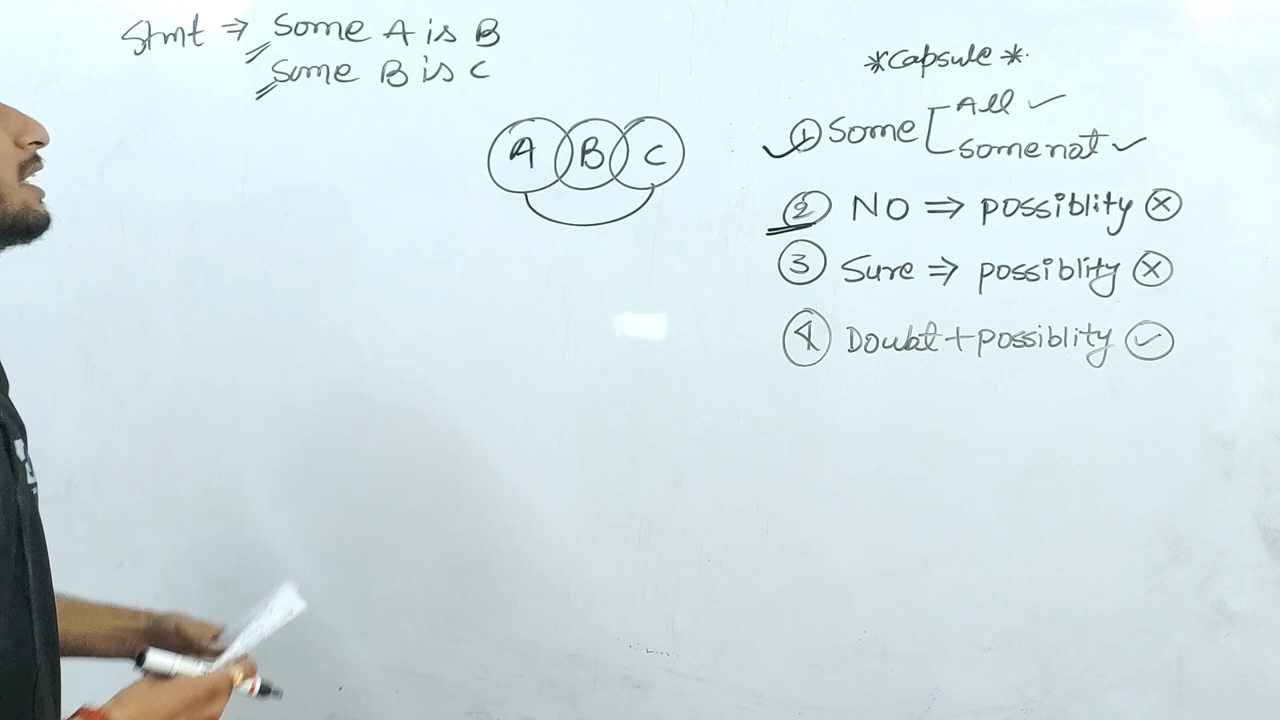 Stmt ⇒ Some A is B
Some B is C
A B C
*Capsule*
① Some [ All ✓
some not ✓
② NO ⇒ possiblity ⓧ
③ Sure ⇒ possiblity ⓧ
④ Doubt + possiblity ✓